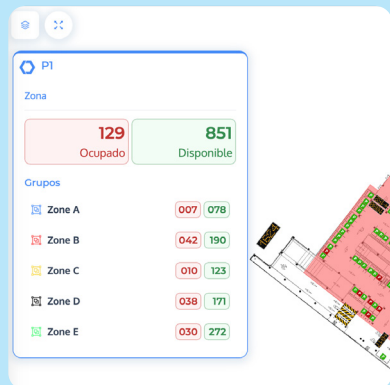 P1
Zona
129 851
Ocupado Disponible
Grupos
Zone A 007 078
Zone B 042 190
Zone C 010 123
Zone D 038 171
Zone E 030 272